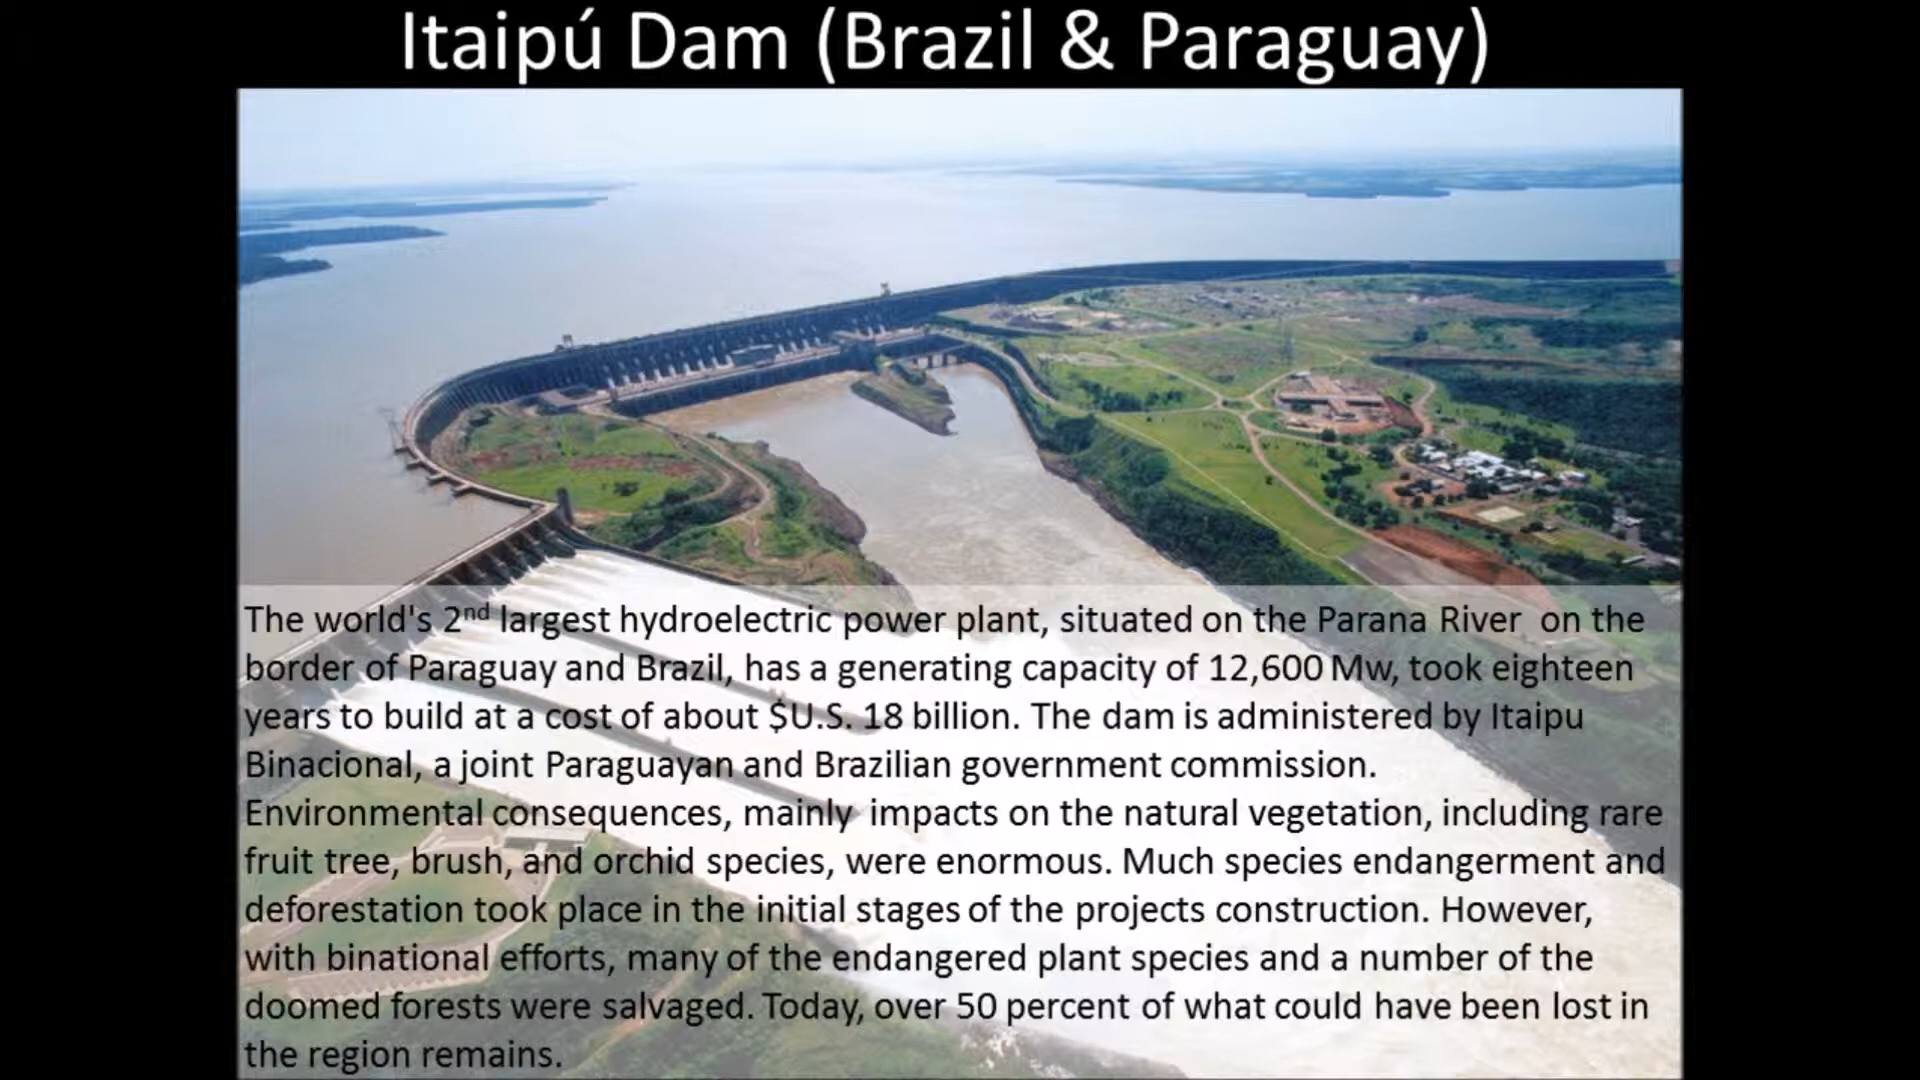 Itaipú Dam (Brazil & Paraguay)
The world's 2nd largest hydroelectric power plant, situated on the Parana River on the
border of Paraguay and Brazil, has a generating capacity of 12,600 Mw, took eighteen
years to build at a cost of about $U.S. 18 billion. The dam is administered by Itaipu
Binacional, a joint Paraguayan and Brazilian government commission.
Environmental consequences, mainly impacts on the natural vegetation, including rare
fruit tree, brush, and orchid species, were enormous. Much species endangerment and
deforestation took place in the initial stages of the projects construction. However,
with binational efforts, many of the endangered plant species and a number of the
doomed forests were salvaged. Today, over 50 percent of what could have been lost in
the region remains.